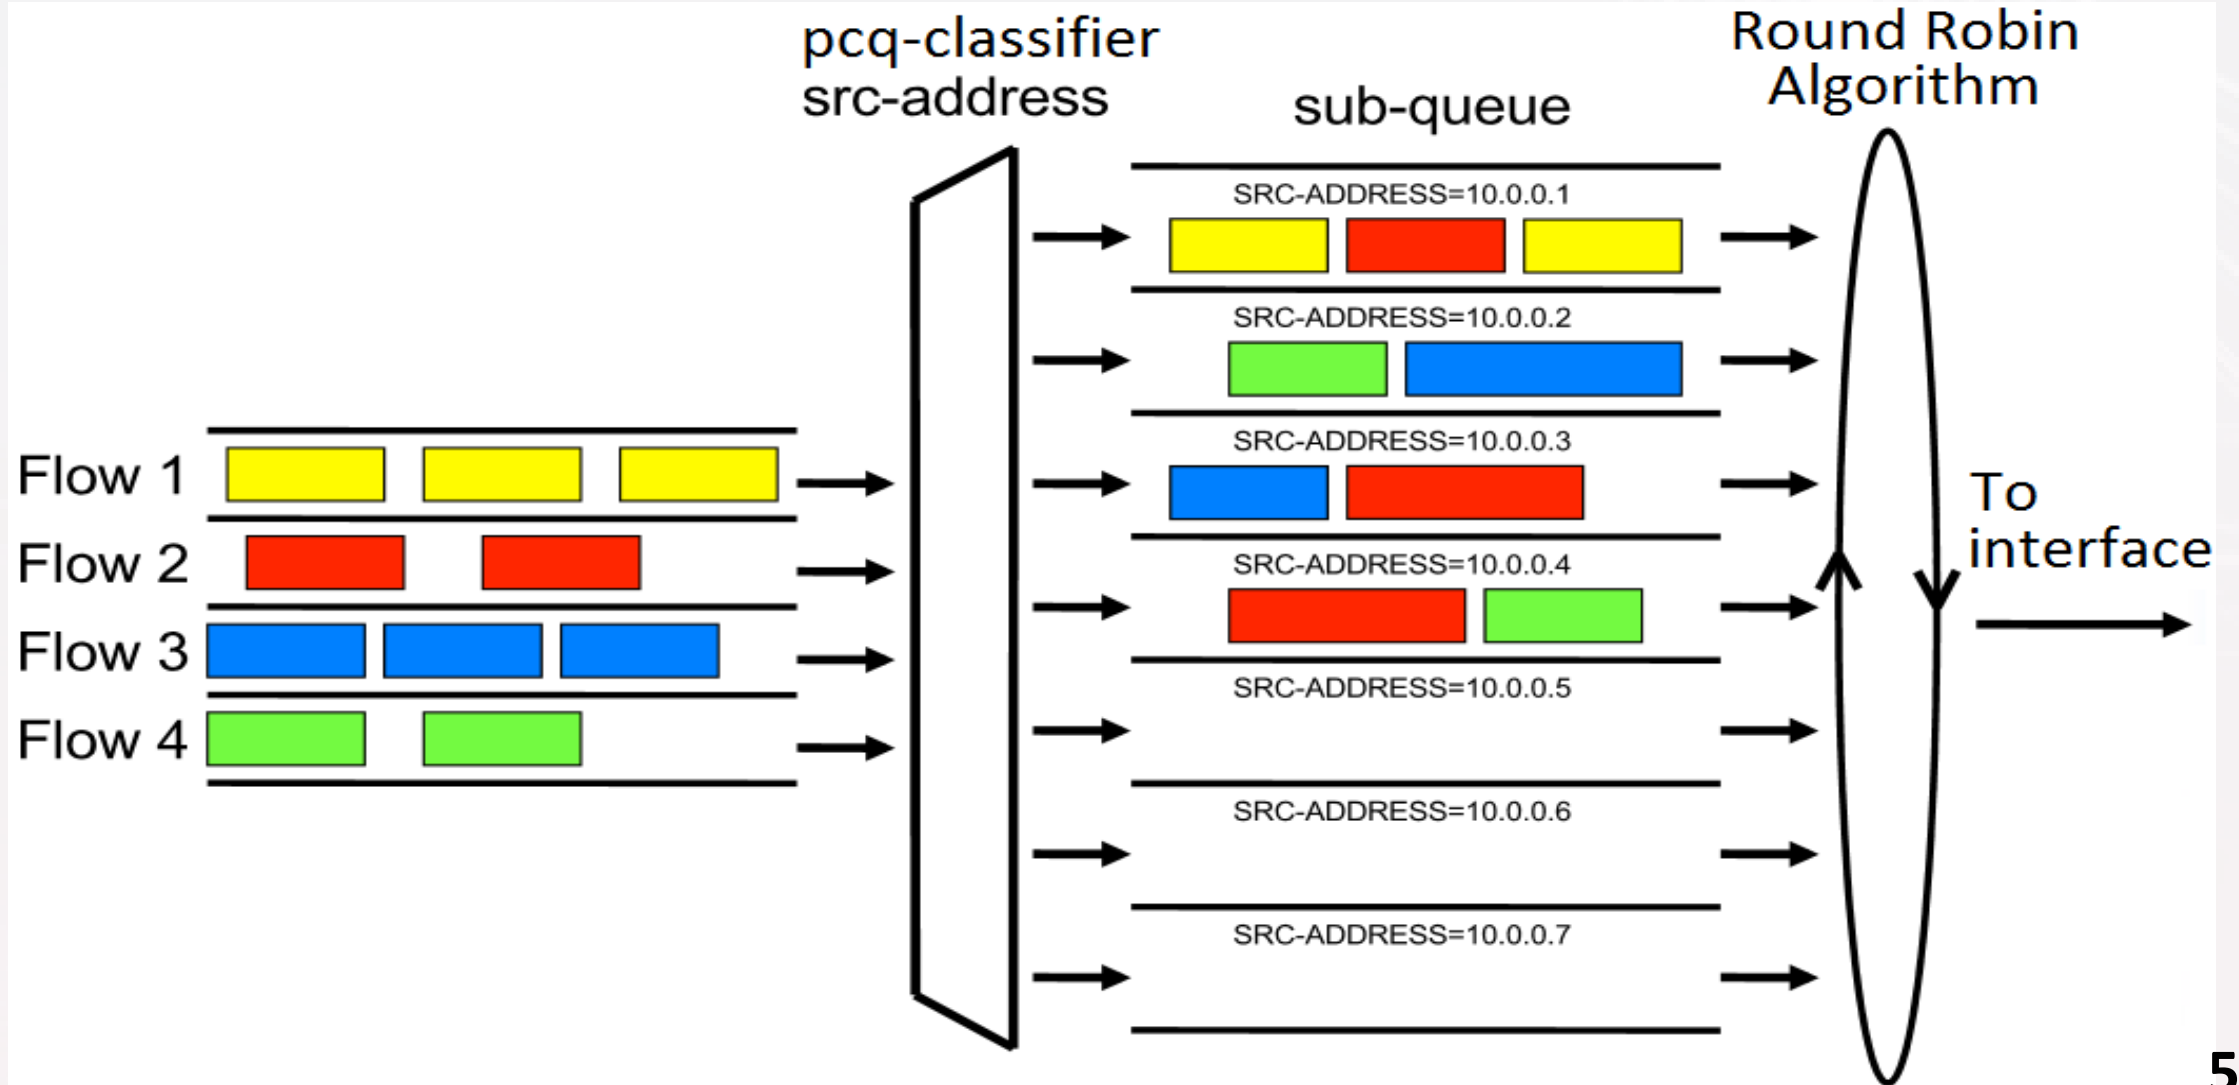 pcq-classifier
src-address
sub-queue
Round Robin
Algorithm
Flow 1
Flow 2
Flow 3
Flow 4
SRC-ADDRESS=10.0.0.1
SRC-ADDRESS=10.0.0.2
SRC-ADDRESS=10.0.0.3
SRC-ADDRESS=10.0.0.4
SRC-ADDRESS=10.0.0.5
SRC-ADDRESS=10.0.0.6
SRC-ADDRESS=10.0.0.7
To
interface
5